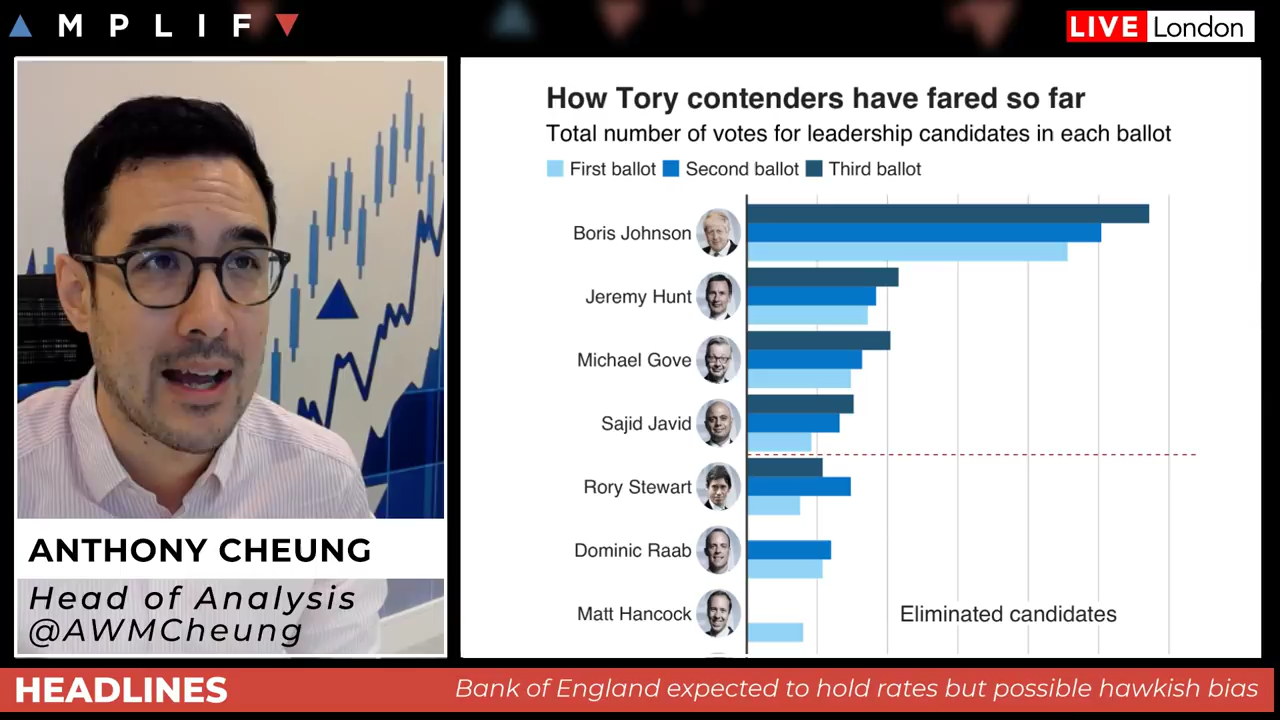 ▲ M P L I F ▼
LIVE London
How Tory contenders have fared so far
Total number of votes for leadership candidates in each ballot
First ballot Second ballot Third ballot
Boris Johnson
Jeremy Hunt
Michael Gove
Sajid Javid
Rory Stewart
Dominic Raab
Matt Hancock
Eliminated candidates
ANTHONY CHEUNG
Head of Analysis
@AWMCheung
HEADLINES Bank of England expected to hold rates but possible hawkish bias